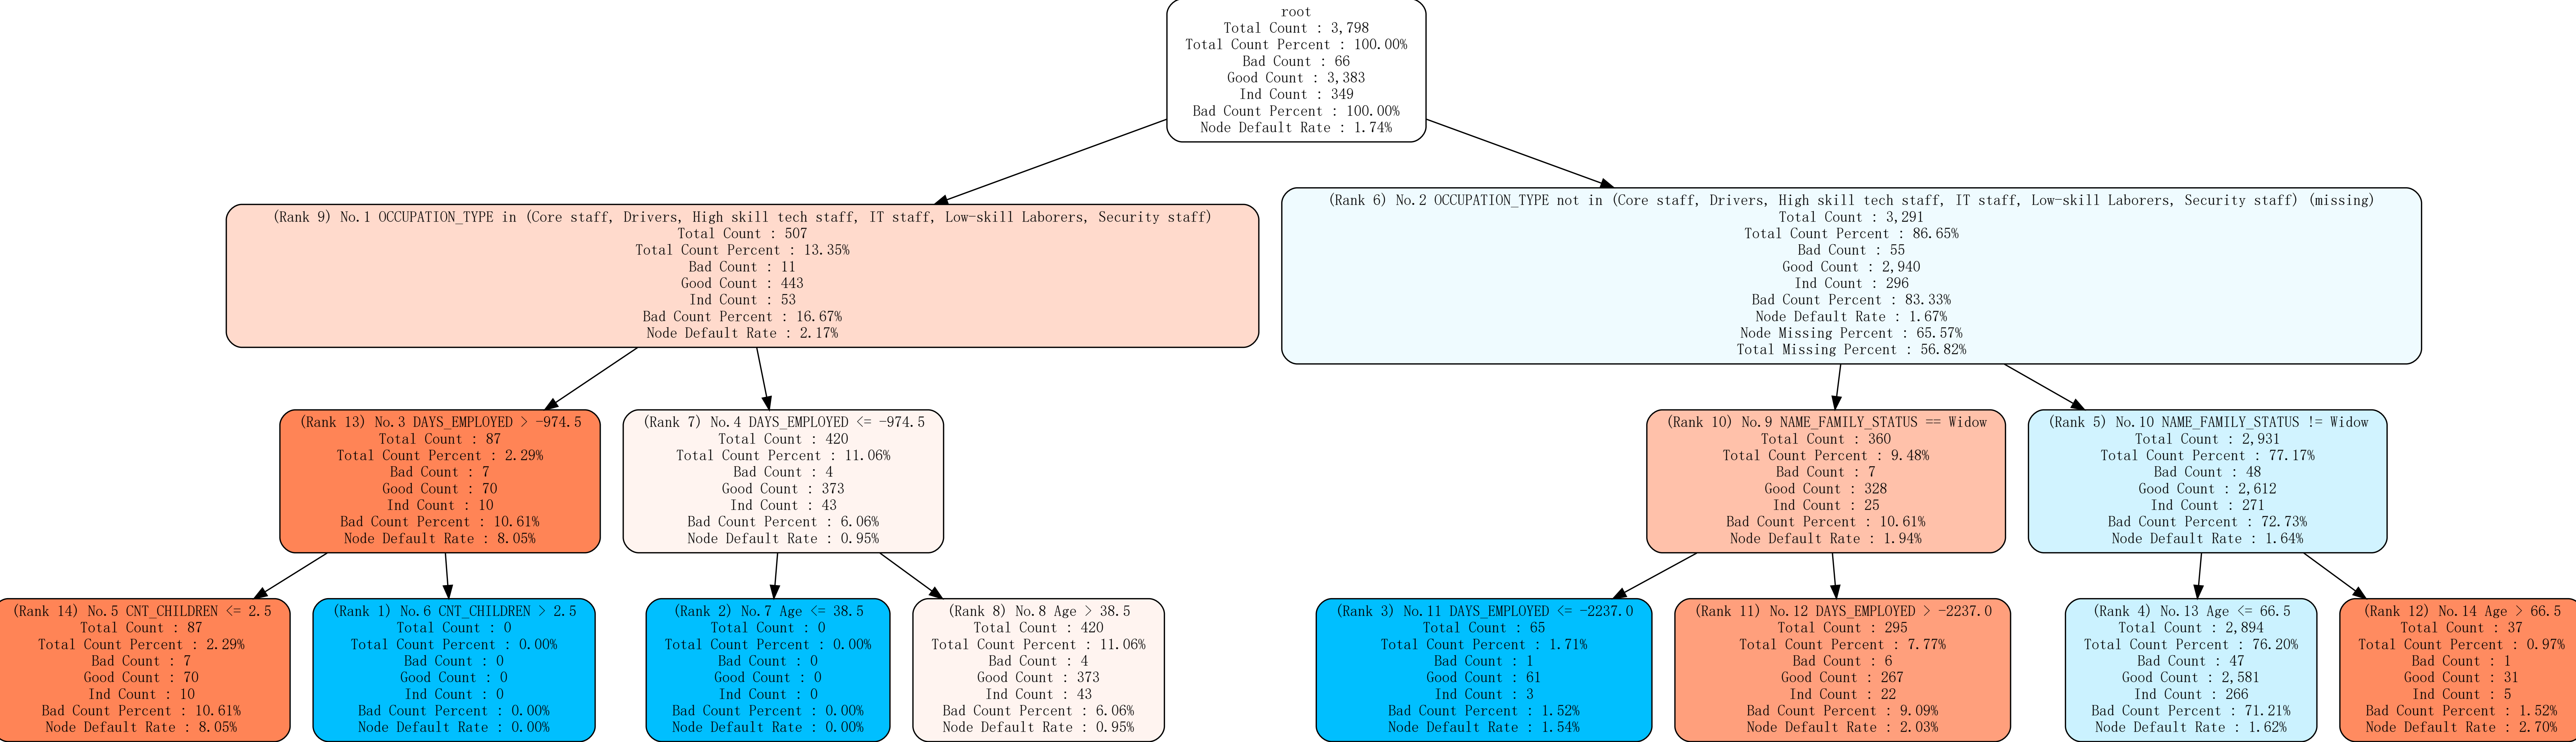 root
Total Count : 3,798
Total Count Percent : 100.00%
Bad Count : 66
Good Count : 3,383
Ind Count : 349
Bad Count Percent : 100.00%
Node Default Rate : 1.74%
(Rank 9) No.1 OCCUPATION_TYPE in (Core staff, Drivers, High skill tech staff, IT staff, Low-skill Laborers, Security staff)
Total Count : 507
Total Count Percent : 13.35%
Bad Count : 11
Good Count : 443
Ind Count : 53
Bad Count Percent : 16.67%
Node Default Rate : 2.17%
(Rank 6) No.2 OCCUPATION_TYPE not in (Core staff, Drivers, High skill tech staff, IT staff, Low-skill Laborers, Security staff) (missing)
Total Count : 3,291
Total Count Percent : 86.65%
Bad Count : 55
Good Count : 2,940
Ind Count : 296
Bad Count Percent : 83.33%
Node Default Rate : 1.67%
Node Missing Percent : 65.57%
Total Missing Percent : 56.82%
(Rank 13) No.3 DAYS_EMPLOYED > -974.5
Total Count : 87
Total Count Percent : 2.29%
Bad Count : 7
Good Count : 70
Ind Count : 10
Bad Count Percent : 10.61%
Node Default Rate : 8.05%
(Rank 7) No.4 DAYS_EMPLOYED <= -974.5
Total Count : 420
Total Count Percent : 11.06%
Bad Count : 4
Good Count : 373
Ind Count : 43
Bad Count Percent : 6.06%
Node Default Rate : 0.95%
(Rank 10) No.9 NAME_FAMILY_STATUS == Widow
Total Count : 360
Total Count Percent : 9.48%
Bad Count : 7
Good Count : 328
Ind Count : 25
Bad Count Percent : 10.61%
Node Default Rate : 1.94%
(Rank 5) No.10 NAME_FAMILY_STATUS != Widow
Total Count : 2,931
Total Count Percent : 77.17%
Bad Count : 48
Good Count : 2,612
Ind Count : 271
Bad Count Percent : 72.73%
Node Default Rate : 1.64%
(Rank 14) No.5 CNT_CHILDREN <= 2.5
Total Count : 87
Total Count Percent : 2.29%
Bad Count : 7
Good Count : 70
Ind Count : 10
Bad Count Percent : 10.61%
Node Default Rate : 8.05%
(Rank 1) No.6 CNT_CHILDREN > 2.5
Total Count : 0
Total Count Percent : 0.00%
Bad Count : 0
Good Count : 0
Ind Count : 0
Bad Count Percent : 0.00%
Node Default Rate : 0.00%
(Rank 2) No.7 Age <= 38.5
Total Count : 0
Total Count Percent : 0.00%
Bad Count : 0
Good Count : 0
Ind Count : 0
Bad Count Percent : 0.00%
Node Default Rate : 0.00%
(Rank 8) No.8 Age > 38.5
Total Count : 420
Total Count Percent : 11.06%
Bad Count : 4
Good Count : 373
Ind Count : 43
Bad Count Percent : 6.06%
Node Default Rate : 0.95%
(Rank 3) No.11 DAYS_EMPLOYED <= -2237.0
Total Count : 65
Total Count Percent : 1.71%
Bad Count : 1
Good Count : 61
Ind Count : 3
Bad Count Percent : 1.52%
Node Default Rate : 1.54%
(Rank 11) No.12 DAYS_EMPLOYED > -2237.0
Total Count : 295
Total Count Percent : 7.77%
Bad Count : 6
Good Count : 267
Ind Count : 22
Bad Count Percent : 9.09%
Node Default Rate : 2.03%
(Rank 4) No.13 Age <= 66.5
Total Count : 2,894
Total Count Percent : 76.20%
Bad Count : 47
Good Count : 2,581
Ind Count : 266
Bad Count Percent : 71.21%
Node Default Rate : 1.62%
(Rank 12) No.14 Age > 66.5
Total Count : 37
Total Count Percent : 0.97%
Bad Count : 1
Good Count : 31
Ind Count : 5
Bad Count Percent : 1.52%
Node Default Rate : 2.70%